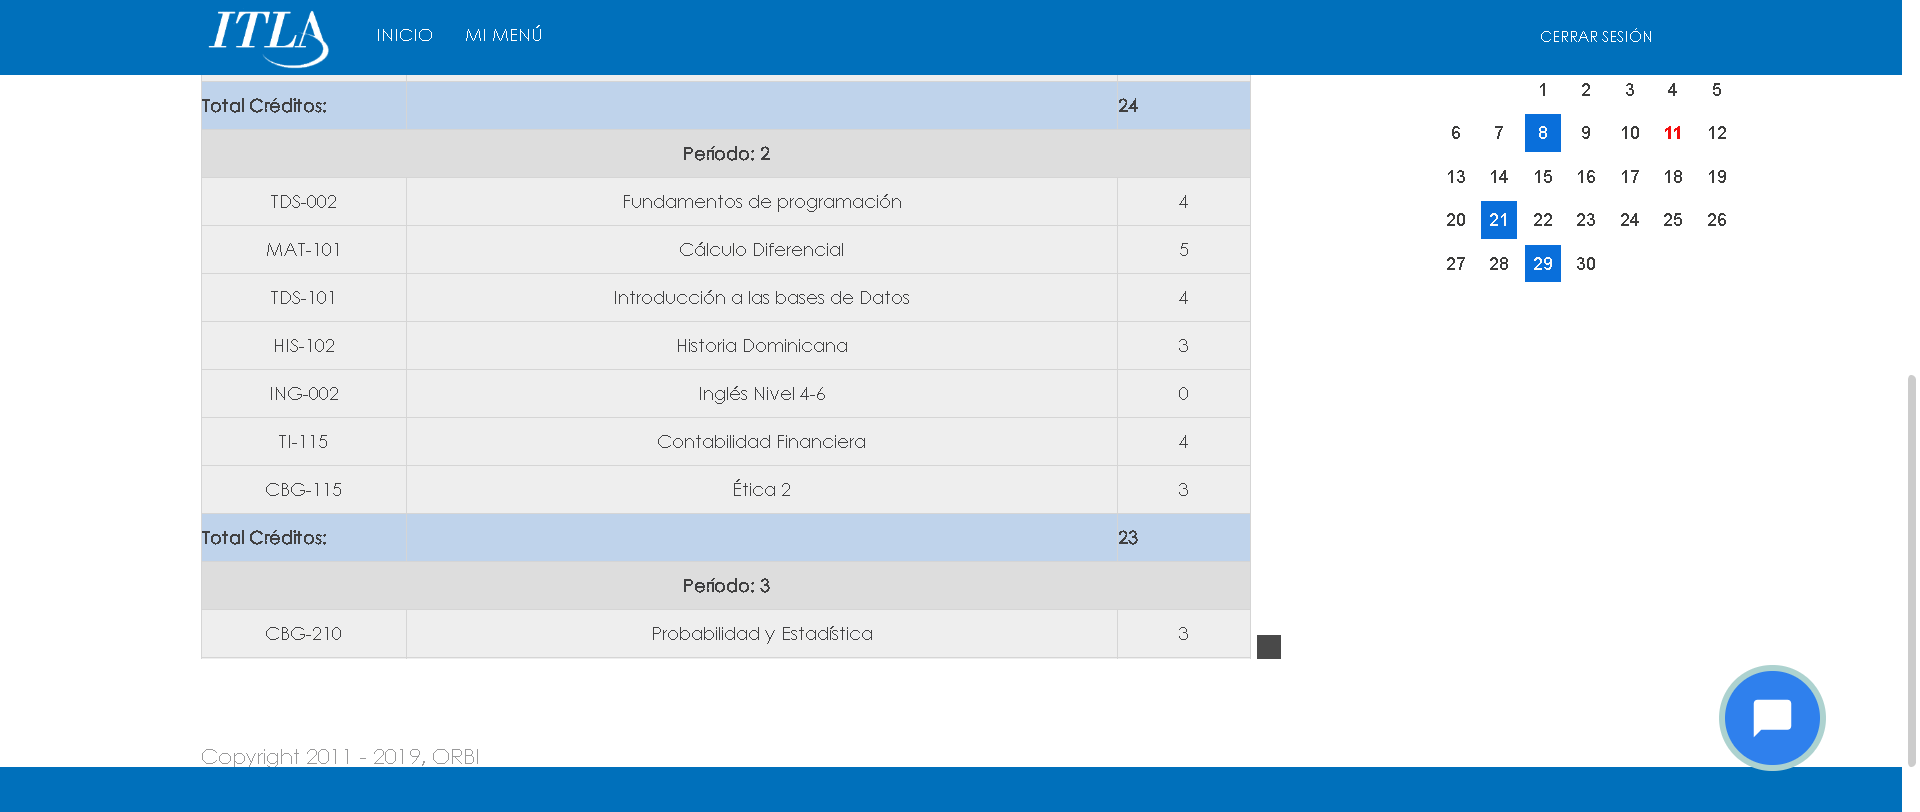 ITLA INICIO MI MENÚ CERRAR SESIÓN
Total Créditos: 24
Período: 2
TDS-002 Fundamentos de programación 4
MAT-101 Cálculo Diferencial 5
TDS-101 Introducción a las bases de Datos 4
HIS-102 Historia Dominicana 3
ING-002 Inglés Nivel 4-6 0
TI-115 Contabilidad Financiera 4
CBG-115 Ética 2 3
Total Créditos: 23
Período: 3
CBG-210 Probabilidad y Estadística 3
1 2 3 4 5
6 7 8 9 10 11 12
13 14 15 16 17 18 19
20 21 22 23 24 25 26
27 28 29 30
Copyright 2011 - 2019, ORBI